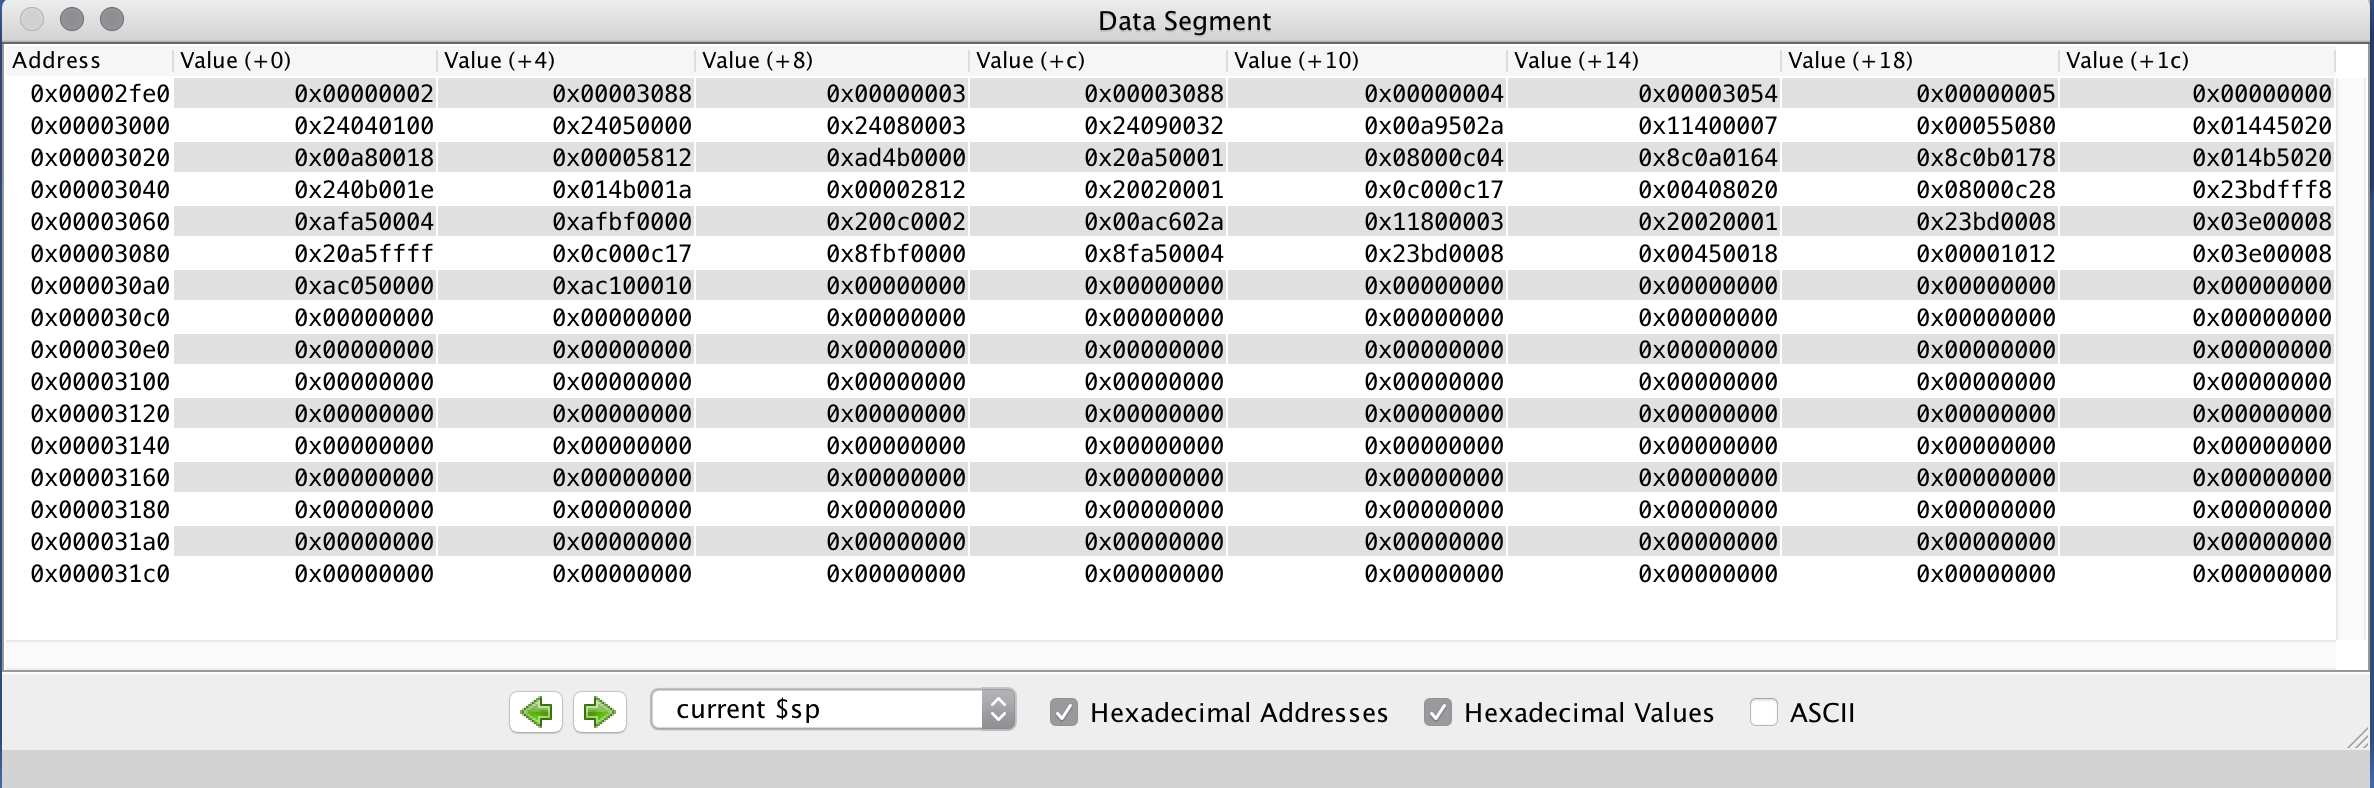 Data Segment
Address Value (+0) Value (+4) Value (+8) Value (+c) Value (+10) Value (+14) Value (+18) Value (+1c)
0x00002fe0 0x00000002 0x00003088 0x00000003 0x00003088 0x00000004 0x00003054 0x00000005 0x00000000
0x00003000 0x24040100 0x24050000 0x24080003 0x24090032 0x00a9502a 0x11400007 0x00055080 0x01445020
0x00003020 0x00a80018 0x00005812 0xad4b0000 0x20a50001 0x08000c04 0x8c0a0164 0x8c0b0178 0x014b5020
0x00003040 0x240b001e 0x014b001a 0x00002812 0x20020001 0x0c000c17 0x00408020 0x08000c28 0x23bdfff8
0x00003060 0xafa50004 0xafbf0000 0x200c0002 0x00ac602a 0x11800003 0x20020001 0x23bd0008 0x03e00008
0x00003080 0x20a5ffff 0x0c000c17 0x8fbf0000 0x8fa50004 0x23bd0008 0x00450018 0x00001012 0x03e00008
0x000030a0 0xac050000 0xac100010 0x00000000 0x00000000 0x00000000 0x00000000 0x00000000 0x00000000
0x000030c0 0x00000000 0x00000000 0x00000000 0x00000000 0x00000000 0x00000000 0x00000000 0x00000000
0x000030e0 0x00000000 0x00000000 0x00000000 0x00000000 0x00000000 0x00000000 0x00000000 0x00000000
0x00003100 0x00000000 0x00000000 0x00000000 0x00000000 0x00000000 0x00000000 0x00000000 0x00000000
0x00003120 0x00000000 0x00000000 0x00000000 0x00000000 0x00000000 0x00000000 0x00000000 0x00000000
0x00003140 0x00000000 0x00000000 0x00000000 0x00000000 0x00000000 0x00000000 0x00000000 0x00000000
0x00003160 0x00000000 0x00000000 0x00000000 0x00000000 0x00000000 0x00000000 0x00000000 0x00000000
0x00003180 0x00000000 0x00000000 0x00000000 0x00000000 0x00000000 0x00000000 0x00000000 0x00000000
0x000031a0 0x00000000 0x00000000 0x00000000 0x00000000 0x00000000 0x00000000 0x00000000 0x00000000
0x000031c0 0x00000000 0x00000000 0x00000000 0x00000000 0x00000000 0x00000000 0x00000000 0x00000000
current $sp Hexadecimal Addresses Hexadecimal Values ASCII